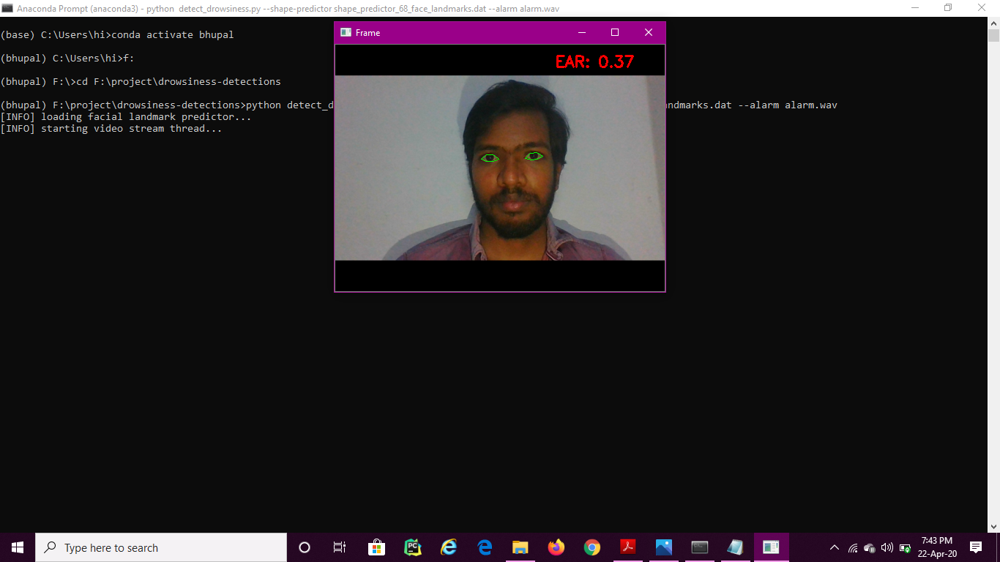 Anaconda Prompt (anaconda3) - python  detect_drowsiness.py --shape-predictor shape_predictor_68_face_landmarks.dat --alarm alarm.wav
(base) C:\Users\hi>conda activate bhupal
(bhupal) C:\Users\hi>f:
(bhupal) F:\>cd F:\project\drowsiness-detections
(bhupal) F:\project\drowsiness-detections>python detect_d
andmarks.dat --alarm alarm.wav
[INFO] loading facial landmark predictor...
[INFO] starting video stream thread...
Frame
EAR: 0.37
Type here to search
PC
7:43 PM
22-Apr-20